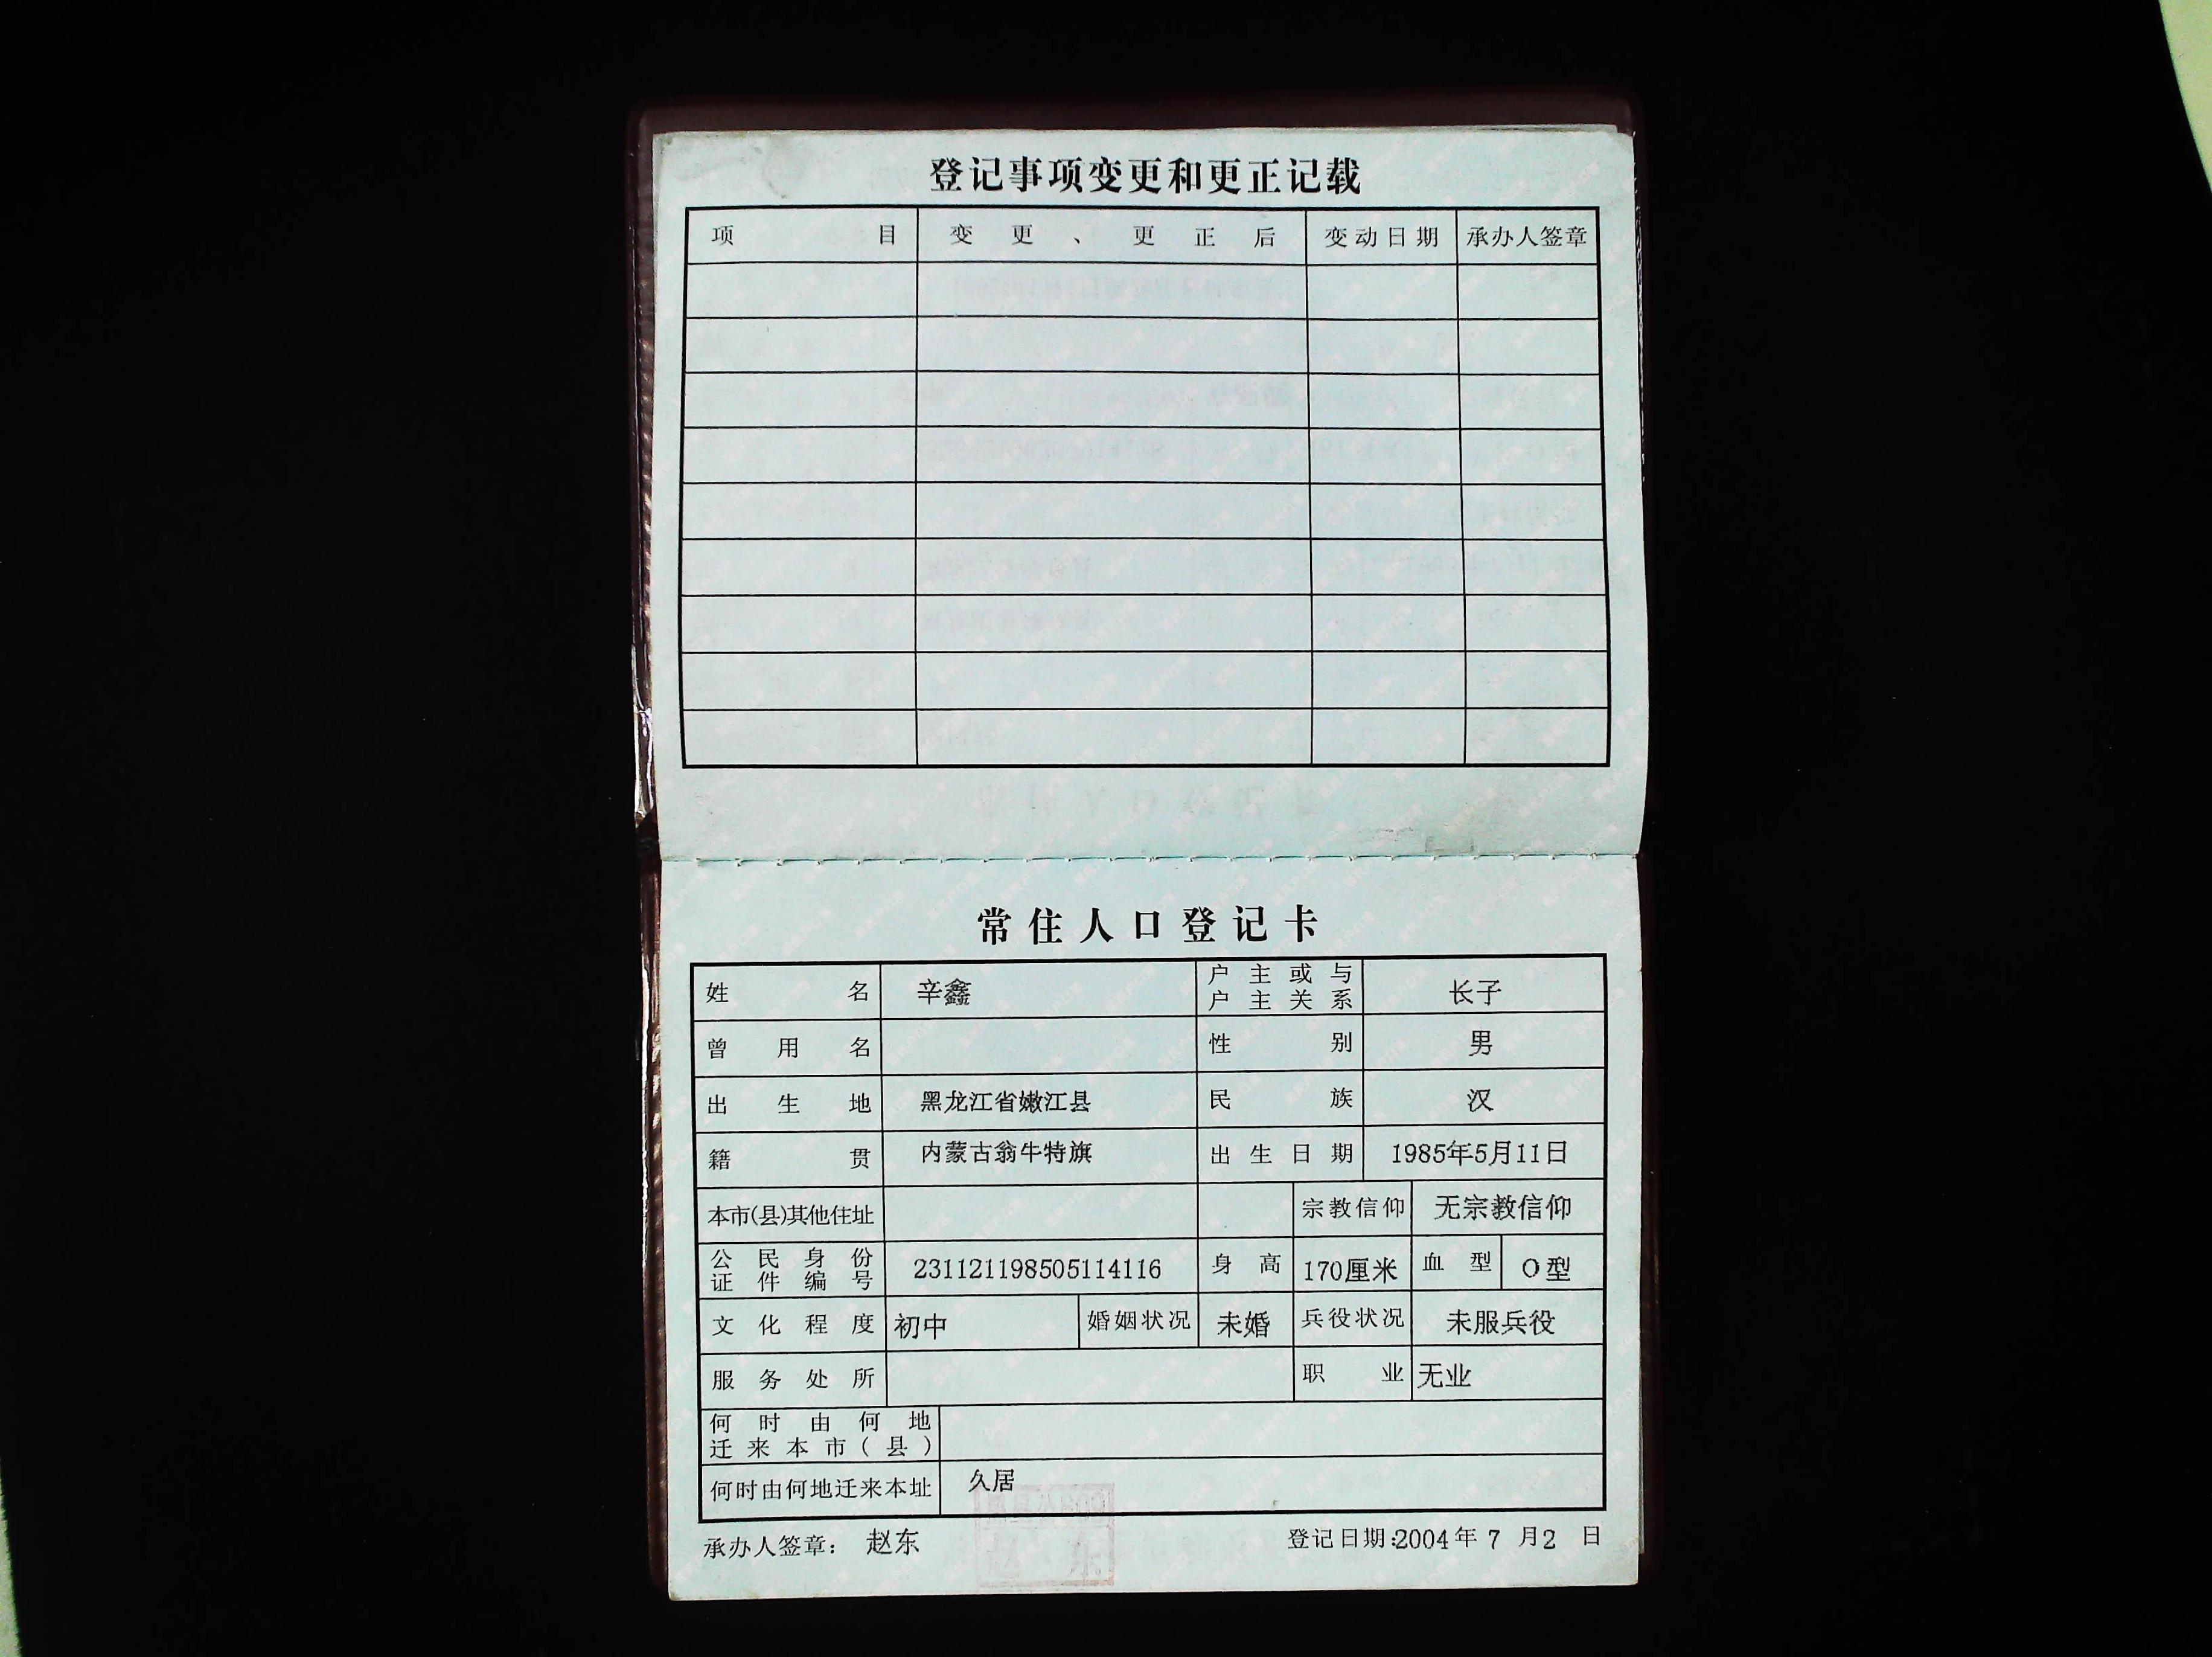 登记事项变更和更正记载
项目 变更、更正后 变动日期 承办人签章
常住人口登记卡
姓名 辛鑫 户主或与户主关系 长子
曾用名 性别 男
出生地 黑龙江省嫩江县 民族 汉
籍贯 内蒙古翁牛特旗 出生日期 1985年5月11日
本市(县)其他住址 宗教信仰 无宗教信仰
公民身份证件编号 231121198505114116 身高 170厘米 血型 O型
文化程度 初中 婚姻状况 未婚 兵役状况 未服兵役
服务处所 职业 无业
何时由何地迁来本市(县)
何时由何地迁来本址 久居
承办人签章: 赵东 登记日期:2004年7月2日